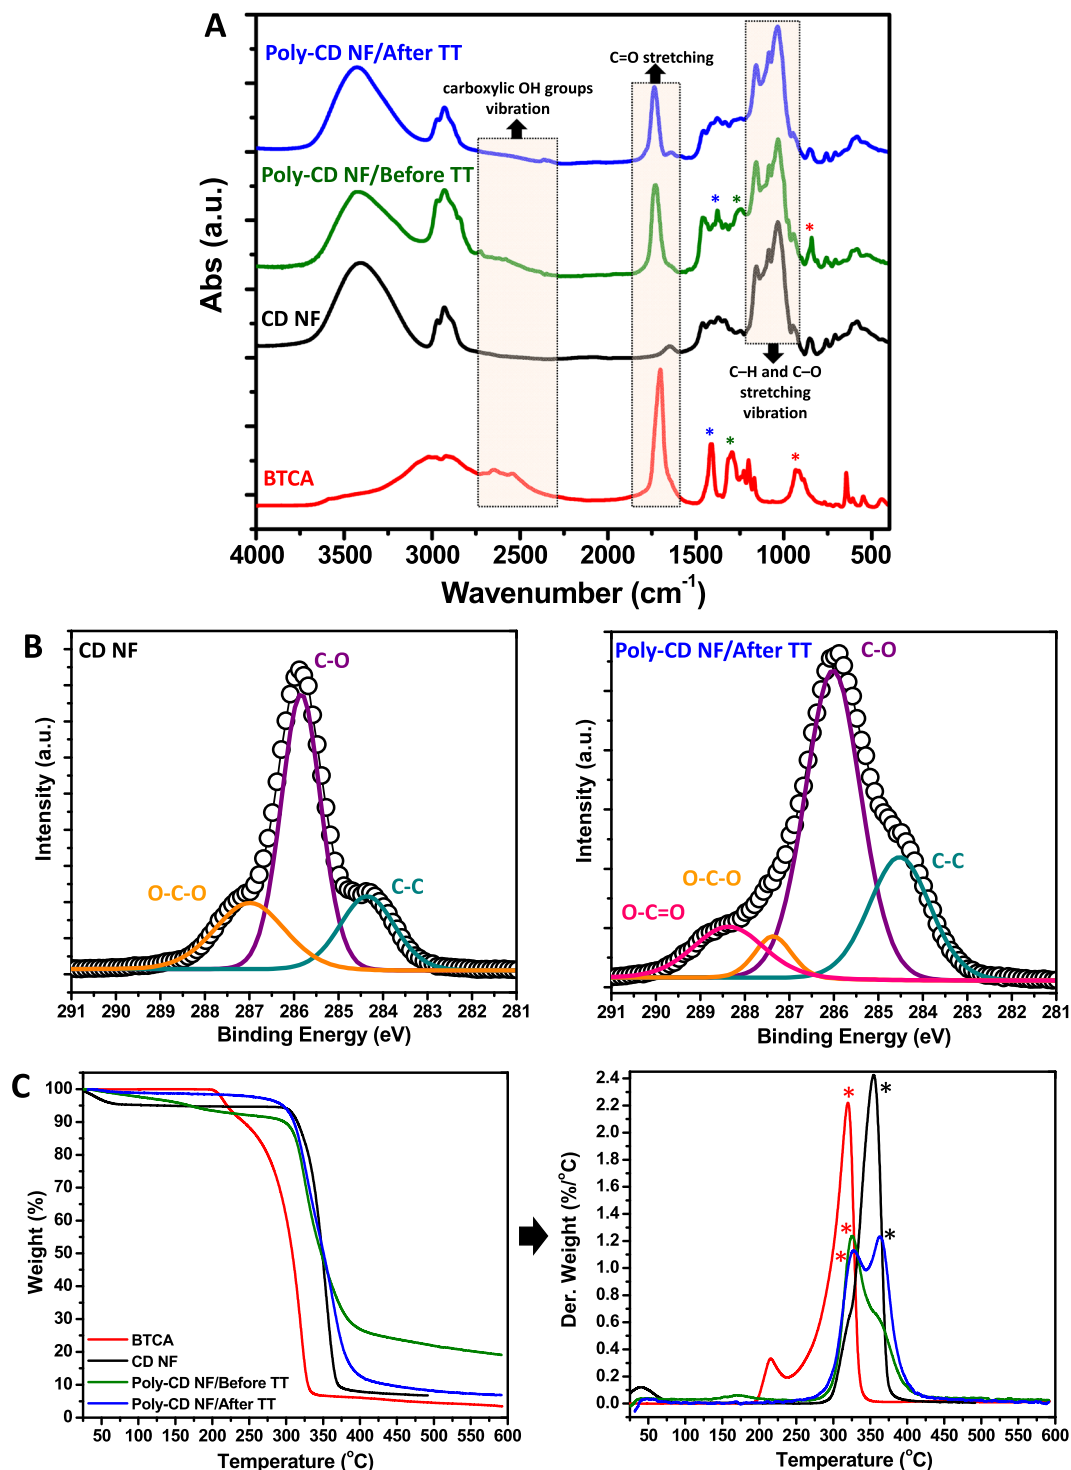 A
Poly-CD NF/After TT
C=O stretching
carboxylic OH groups
vibration
Poly-CD NF/Before TT
* * *
CD NF
C–H and C–O
stretching
vibration
* * *
BTCA
Abs (a.u.)
4000 3500 3000 2500 2000 1500 1000 500
Wavenumber (cm-1)
B
CD NF
C-O
O-C-O
C-C
Intensity (a.u.)
291 290 289 288 287 286 285 284 283 282 281
Binding Energy (eV)
Poly-CD NF/After TT
C-O
C-C
O-C-O
O-C=O
Intensity (a.u.)
291 290 289 288 287 286 285 284 283 282 281
Binding Energy (eV)
C
100
90
80
70
60
50
40
30
20
10
0
Weight (%)
BTCA
CD NF
Poly-CD NF/Before TT
Poly-CD NF/After TT
50 100 150 200 250 300 350 400 450 500 550 600
Temperature (oC)
2.4
2.2
2.0
1.8
1.6
1.4
1.2
1.0
0.8
0.6
0.4
0.2
0.0
Der. Weight (%/oC)
* *
* *
*
50 100 150 200 250 300 350 400 450 500 550 600
Temperature (oC)